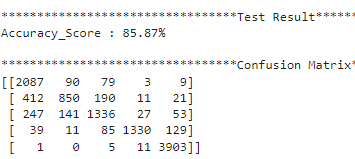 *********************************Test Result******
Accuracy_Score : 85.87%
*********************************Confusion Matrix*
[[2087 90 79 3 9]
[ 412 850 190 11 21]
[ 247 141 1336 27 53]
[ 39 11 85 1330 129]
[ 1 0 5 11 3903]]